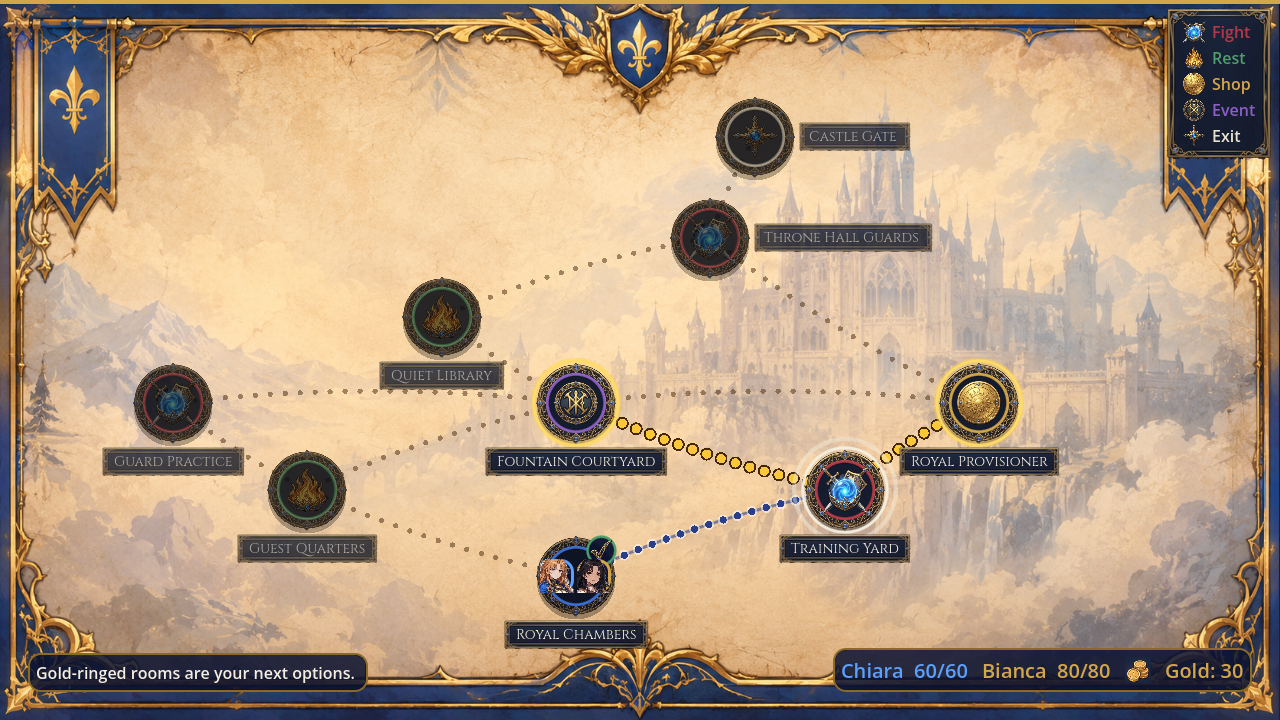 Fight
Rest
Shop
Event
Exit
CASTLE GATE
THRONE HALL GUARDS
QUIET LIBRARY
GUARD PRACTICE
FOUNTAIN COURTYARD
ROYAL PROVISIONER
GUEST QUARTERS
TRAINING YARD
ROYAL CHAMBERS
Gold-ringed rooms are your next options.
Chiara 60/60 Bianca 80/80 Gold: 30